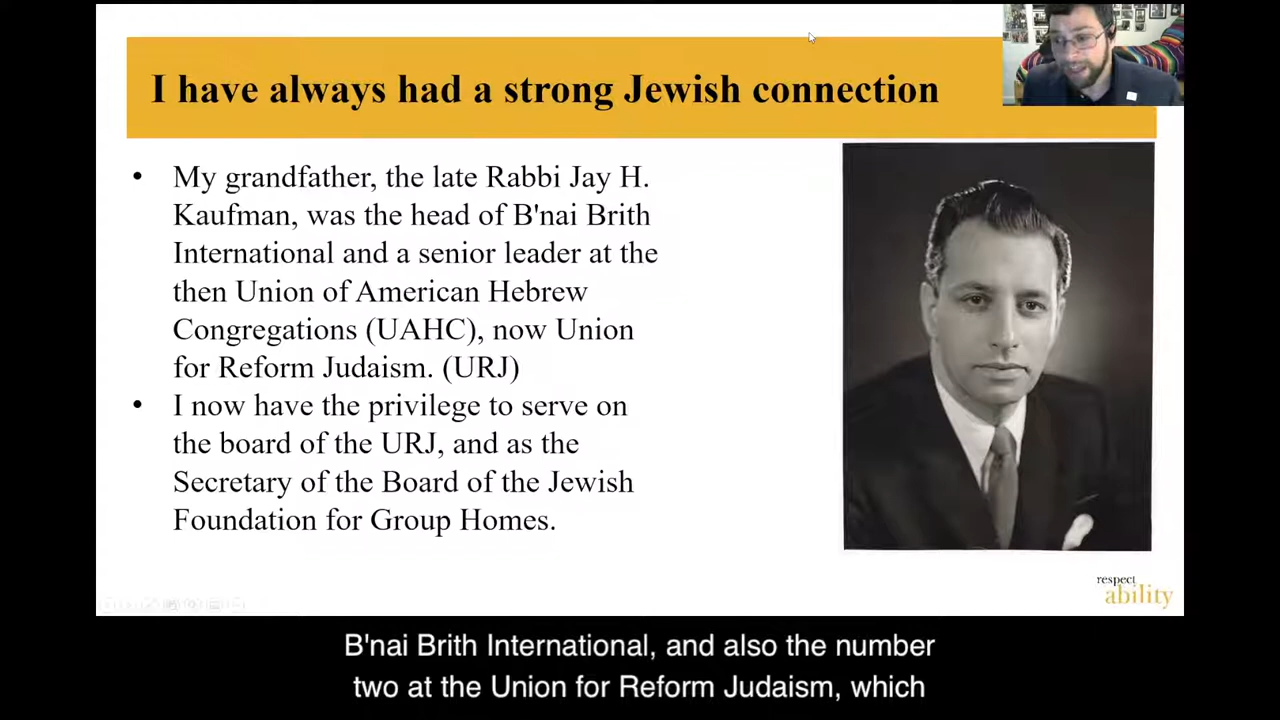 I have always had a strong Jewish connection
• My grandfather, the late Rabbi Jay H.
Kaufman, was the head of B'nai Brith
International and a senior leader at the
then Union of American Hebrew
Congregations (UAHC), now Union
for Reform Judaism. (URJ)
• I now have the privilege to serve on
the board of the URJ, and as the
Secretary of the Board of the Jewish
Foundation for Group Homes.
respect
ability
B'nai Brith International, and also the number
two at the Union for Reform Judaism, which